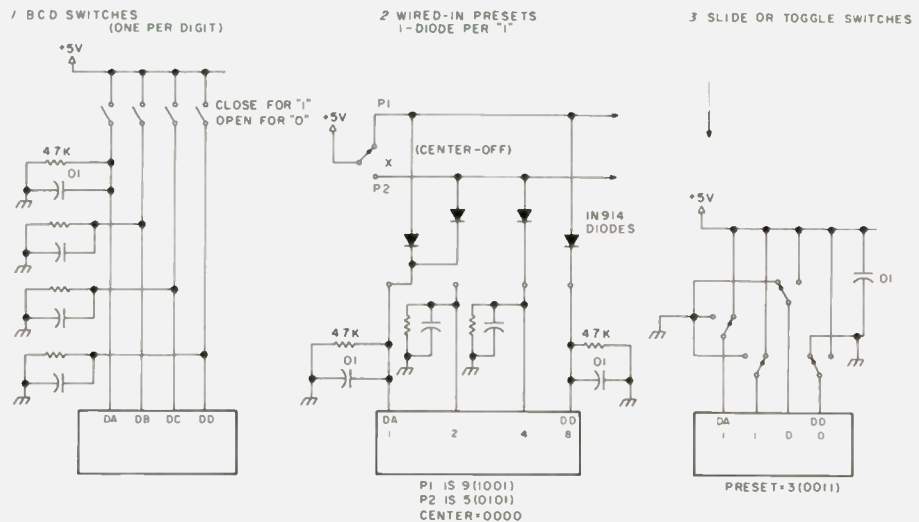 1 BCD SWITCHES
(ONE PER DIGIT)
+5V
CLOSE FOR "1"
OPEN FOR "0"
47K
01
DA DB DC DD
2 WIRED-IN PRESETS
1-DIODE PER "1"
+5V
P1
(CENTER-OFF)
X
P2
IN914
DIODES
47K
01
47K
01
DA DD
1 2 4 8
P1 IS 9(1001)
P2 IS 5(0101)
CENTER=0000
3 SLIDE OR TOGGLE SWITCHES
+5V
01
DA DD
1 1 0 0
PRESET=3(0011)